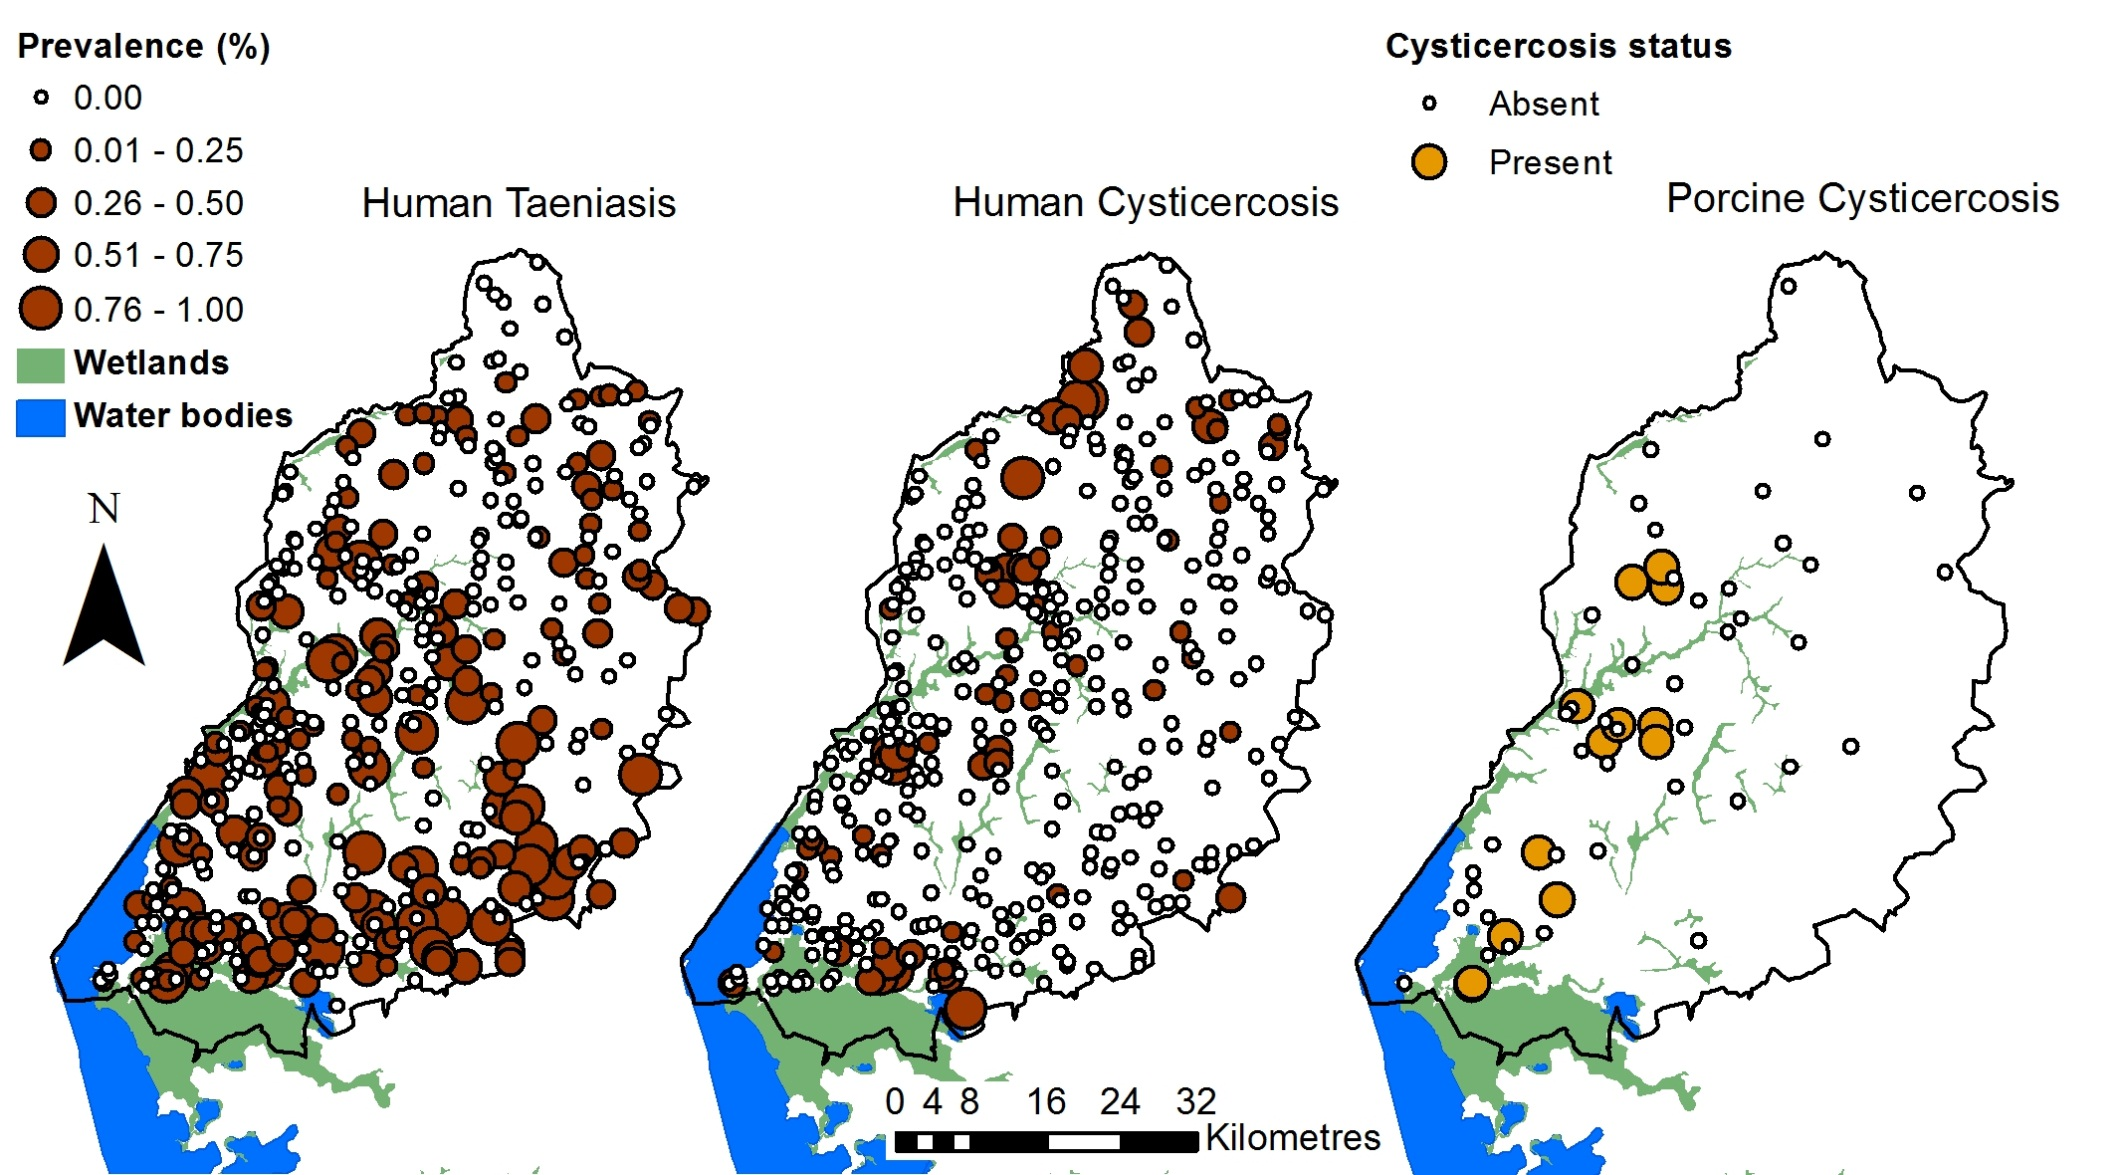 Prevalence (%)
0.00
0.01 - 0.25
0.26 - 0.50
0.51 - 0.75
0.76 - 1.00
Wetlands
Water bodies
N
Human Taeniasis
Human Cysticercosis
Cysticercosis status
Absent
Present
Porcine Cysticercosis
0 4 8 16 24 32
Kilometres